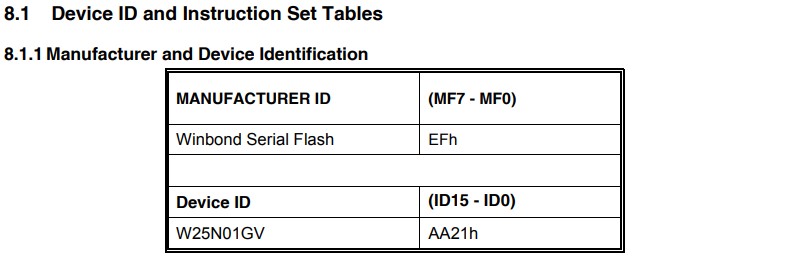 8.1 Device ID and Instruction Set Tables
8.1.1 Manufacturer and Device Identification
MANUFACTURER ID (MF7 - MF0)
Winbond Serial Flash EFh
Device ID (ID15 - ID0)
W25N01GV AA21h